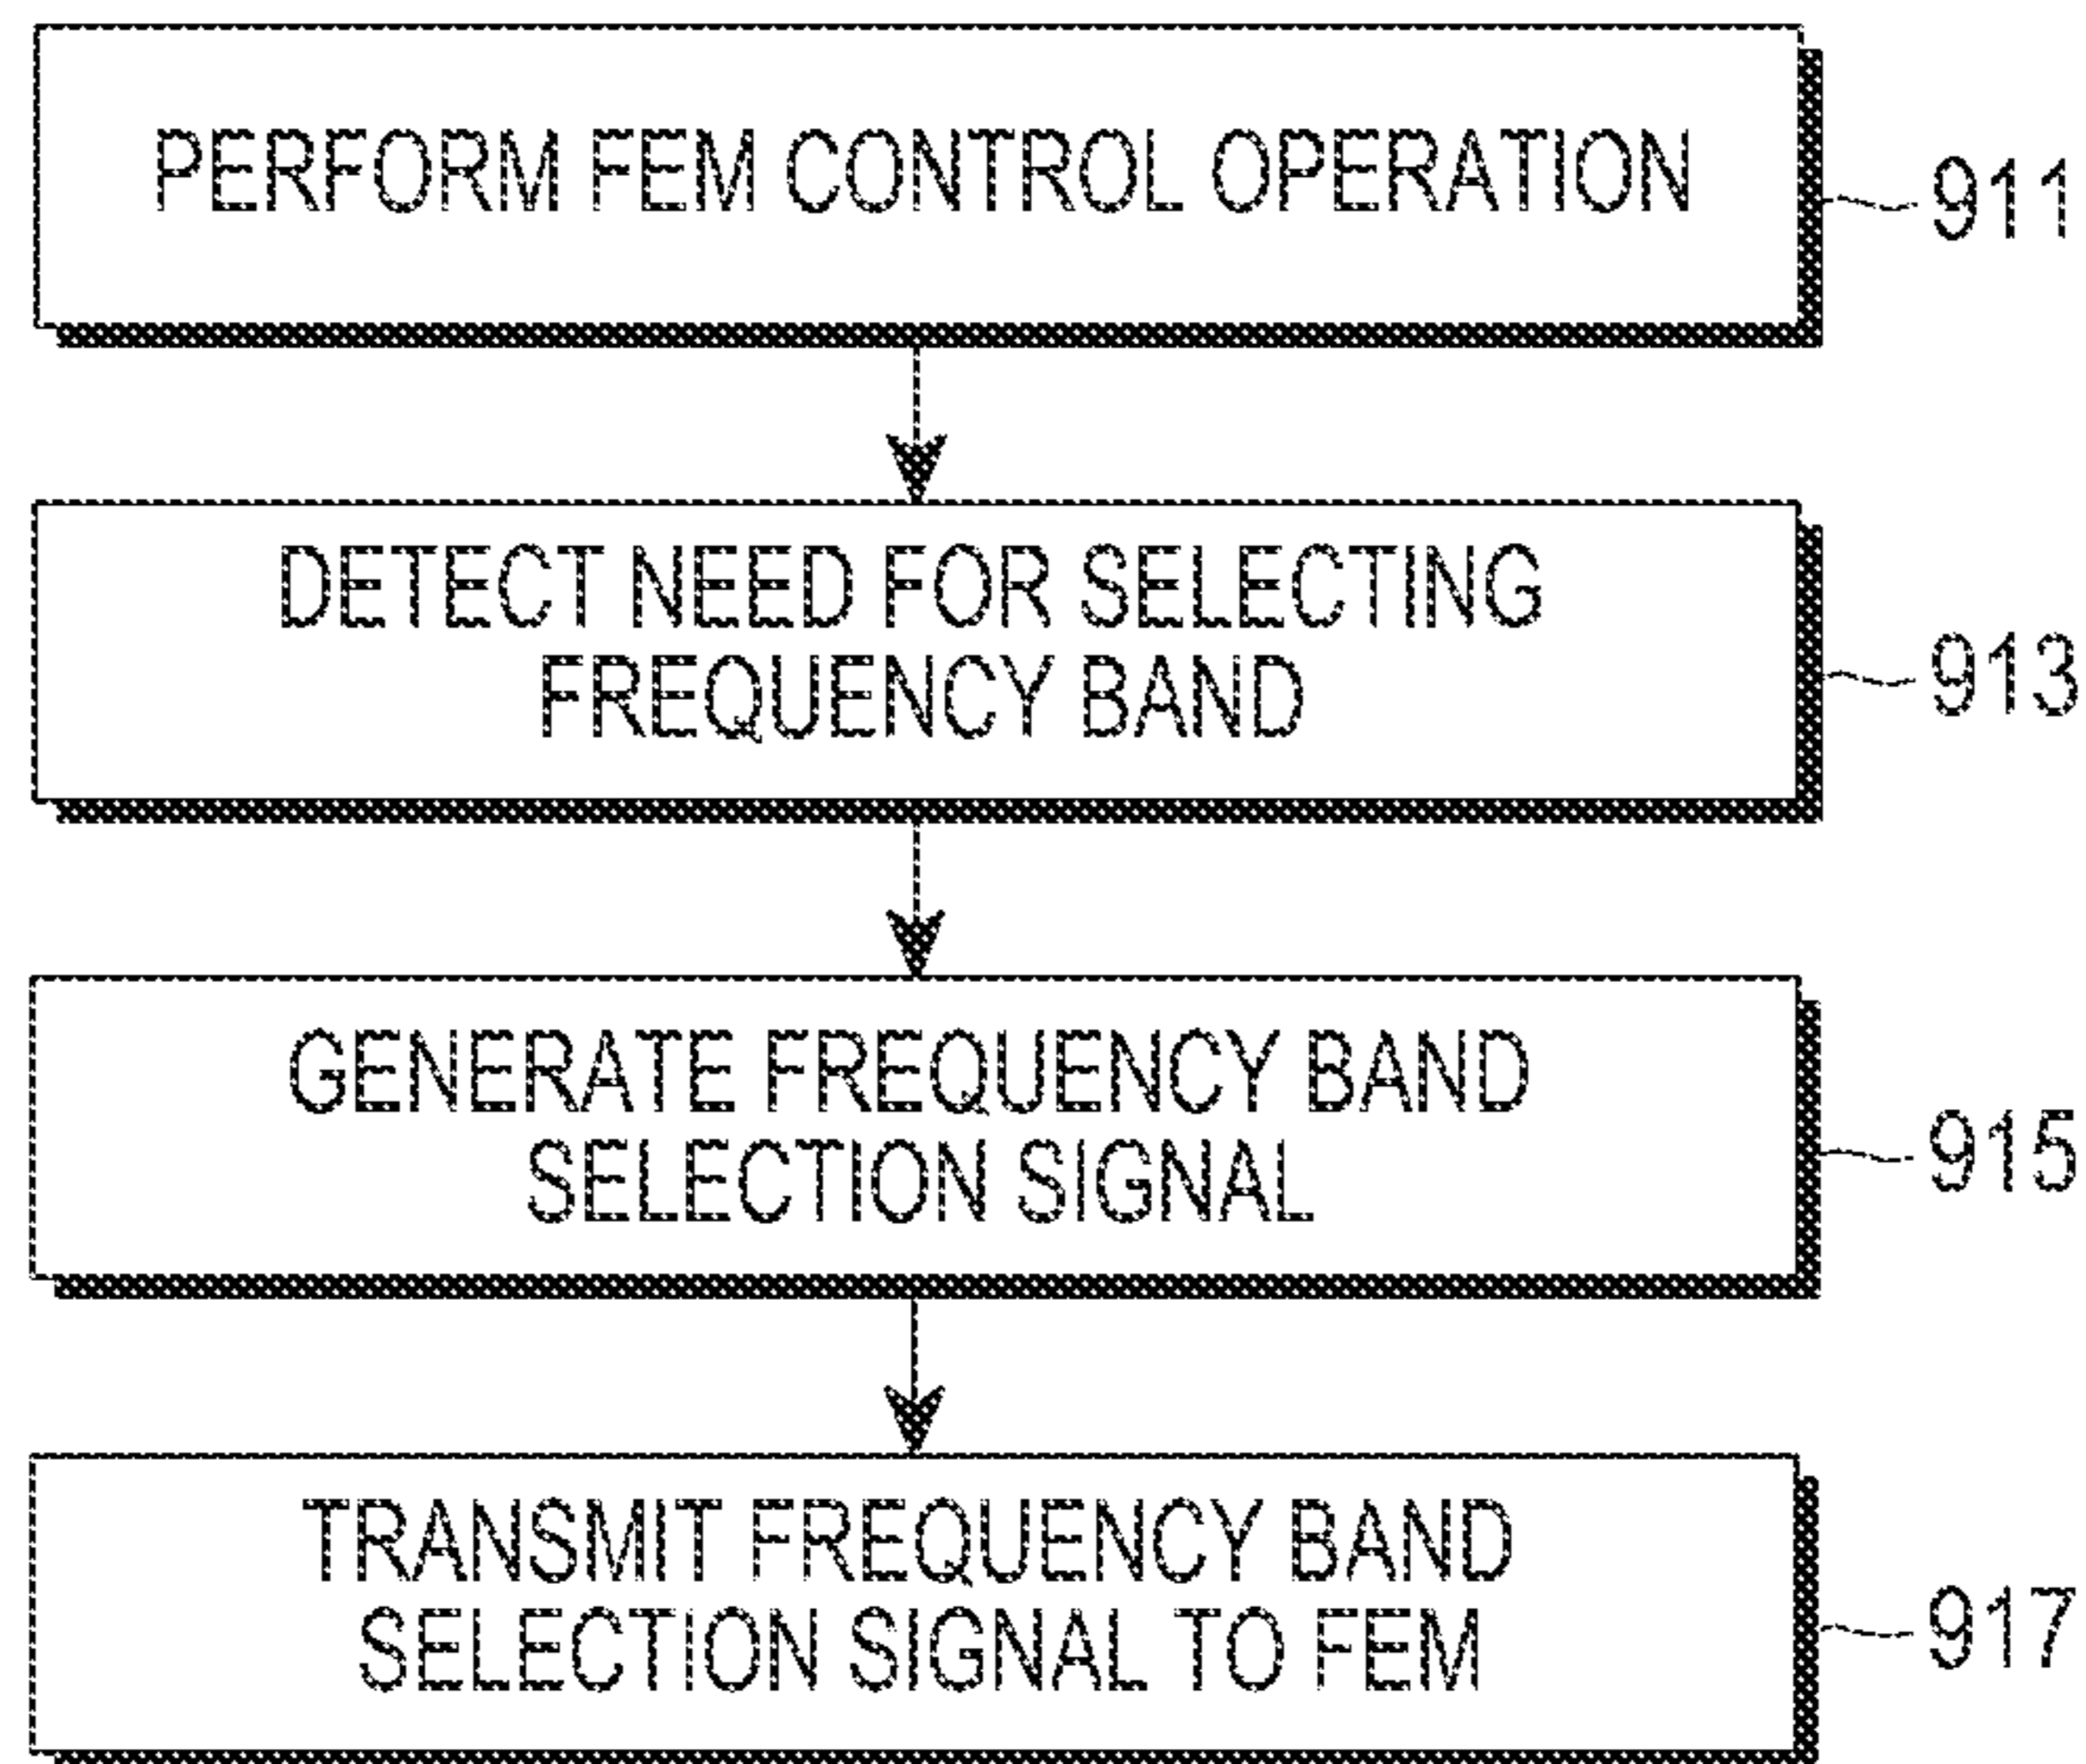 PERFORM FEM CONTROL OPERATION
911
DETECT NEED FOR SELECTING
FREQUENCY BAND
913
GENERATE FREQUENCY BAND
SELECTION SIGNAL
915
TRANSMIT FREQUENCY BAND
SELECTION SIGNAL TO FEM
917